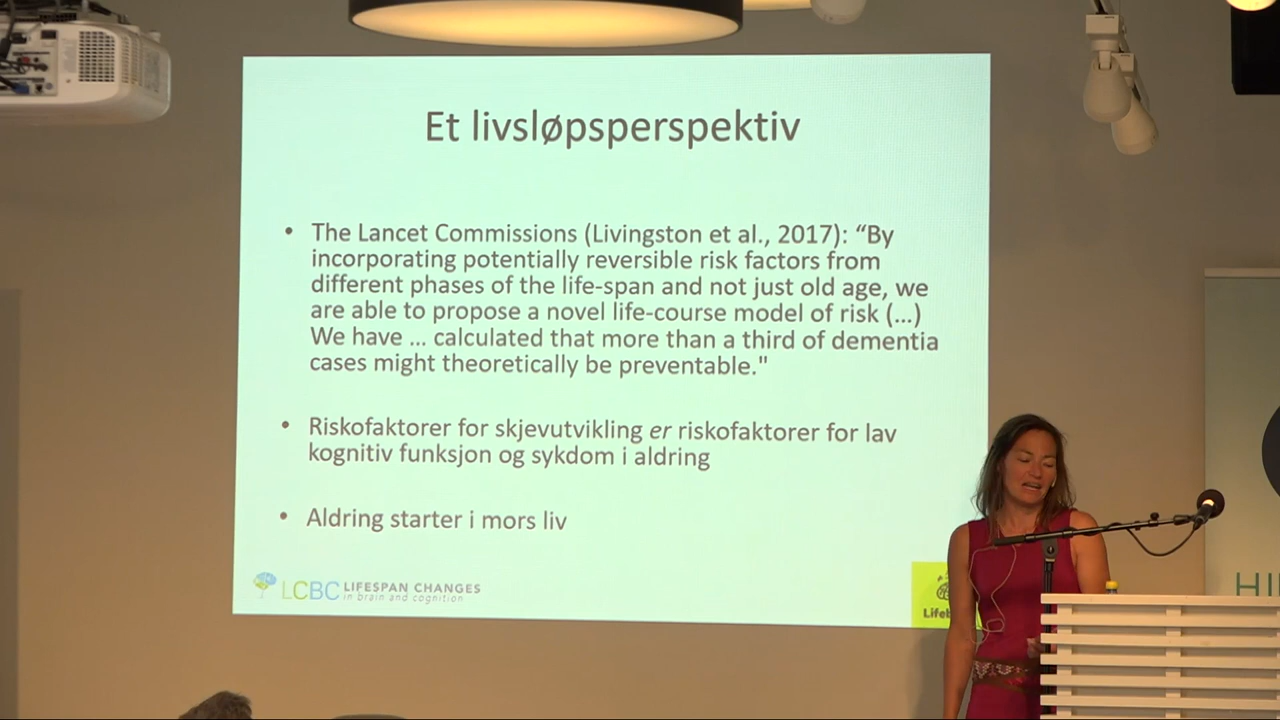 Et livsløpsperspektiv
• The Lancet Commissions (Livingston et al., 2017): “By
incorporating potentially reversible risk factors from
different phases of the life-span and not just old age, we
are able to propose a novel life-course model of risk (...)
We have ... calculated that more than a third of dementia
cases might theoretically be preventable."
• Riskofaktorer for skjevutvikling er riskofaktorer for lav
kognitiv funksjon og sykdom i aldring
• Aldring starter i mors liv
LCBC LIFESPAN CHANGES
in brain and cognition